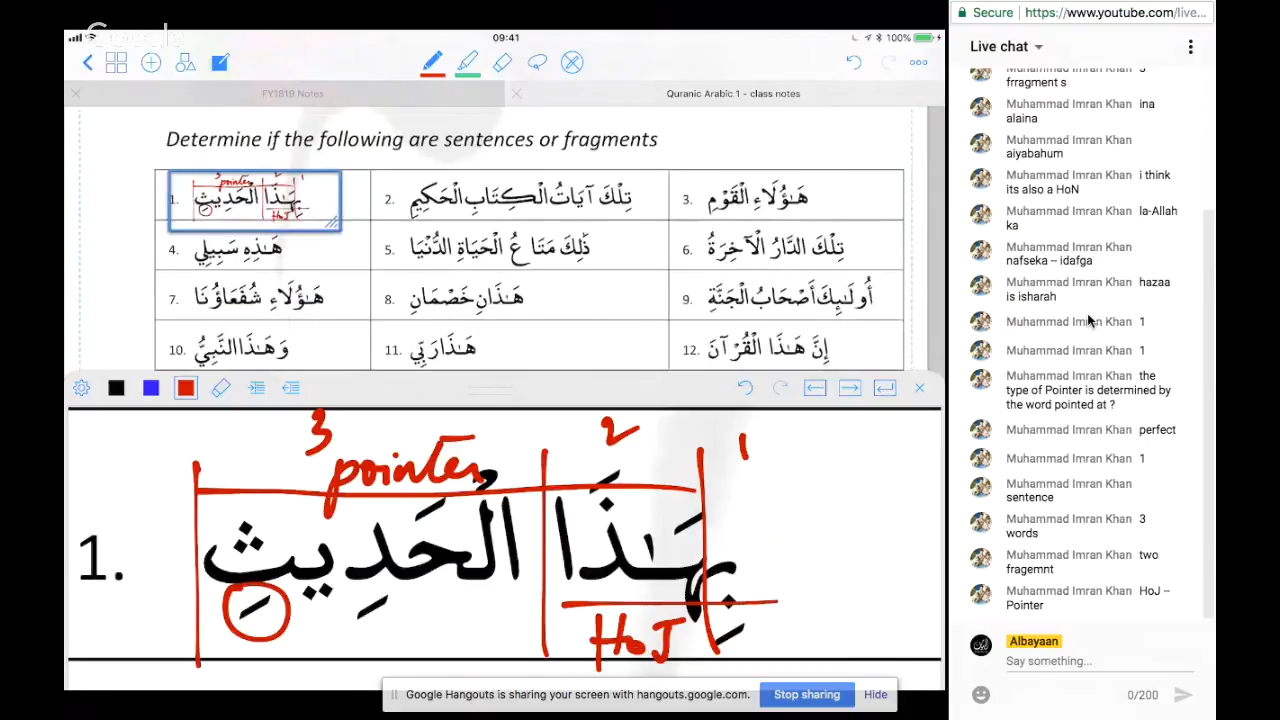 Google
09:41
100%
FY1819 Notes
Quranic Arabic 1 - class notes
Determine if the following are sentences or fragments
1. بِهَـٰذَا الْحَدِيثِ
3 pointer 2 1
HoJ
2. تِلْكَ آيَاتُ الْكِتَابِ الْحَكِيمِ
3. هَـٰؤُلَاءِ الْقَوْمِ
4. هَـٰذِهِ سَبِيلِي
5. ذَٰلِكَ مَتَاعُ الْحَيَاةِ الدُّنْيَا
6. تِلْكَ الدَّارُ الْآخِرَةُ
7. هَـٰؤُلَاءِ شُفَعَاؤُنَا
8. هَـٰذَانِ خَصْمَانِ
9. أُولَـٰئِكَ أَصْحَابُ الْجَنَّةِ
10. وَهَـٰذَا النَّبِيُّ
11. هَـٰذَا رَبِّي
12. إِنَّ هَـٰذَا الْقُرْآنَ
3 pointer 2 1
1. بِهَـٰذَا الْحَدِيثِ
HoJ
Google Hangouts is sharing your screen with hangouts.google.com.
Stop sharing
Hide
Secure
https://www.youtube.com/live...
Live chat
Muhammad Imran Khan 3
frragment s
Muhammad Imran Khan ina
alaina
Muhammad Imran Khan
aiyabahum
Muhammad Imran Khan i think
its also a HoN
Muhammad Imran Khan la-Allah
ka
Muhammad Imran Khan
nafseka -- idafga
Muhammad Imran Khan hazaa
is isharah
Muhammad Imran Khan 1
Muhammad Imran Khan 1
Muhammad Imran Khan the
type of Pointer is determined by
the word pointed at ?
Muhammad Imran Khan perfect
Muhammad Imran Khan 1
Muhammad Imran Khan
sentence
Muhammad Imran Khan 3
words
Muhammad Imran Khan two
fragemnt
Muhammad Imran Khan HoJ --
Pointer
Albayaan
Say something...
0/200